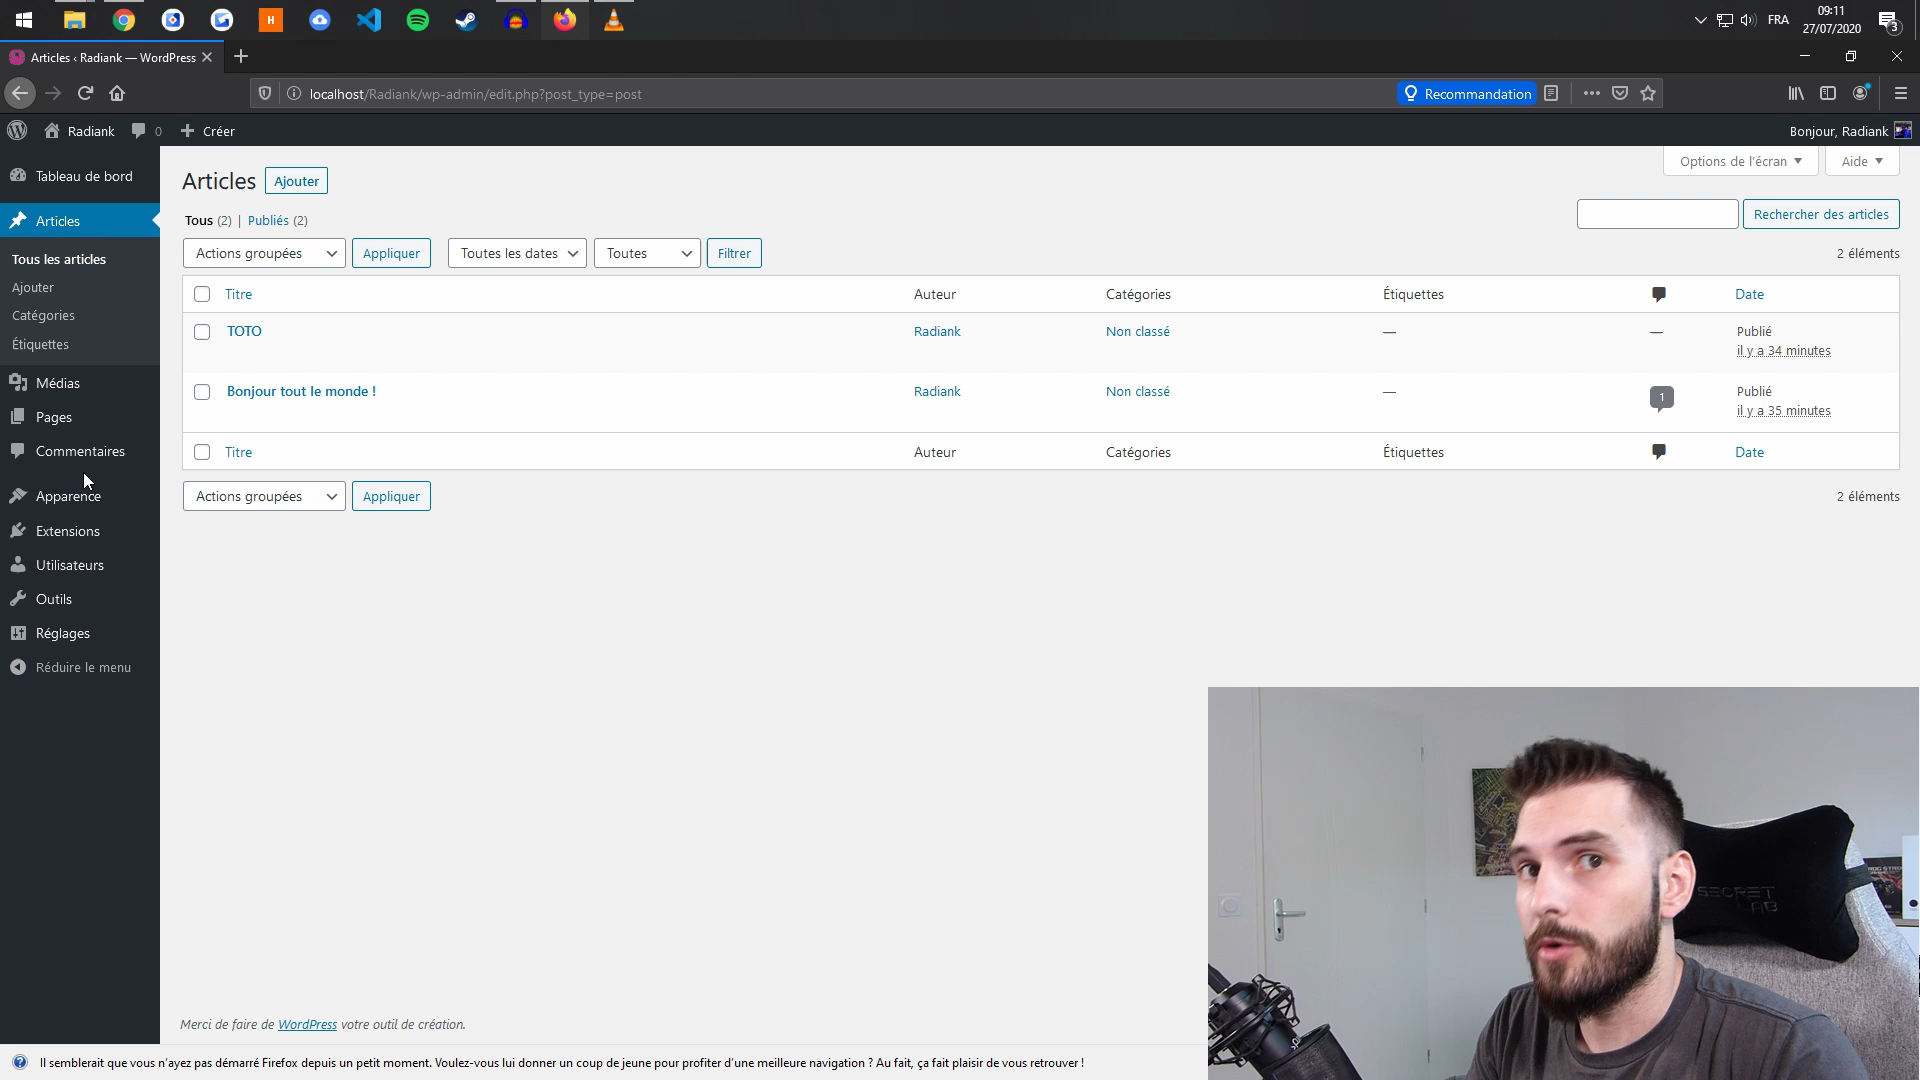 H
FRA
09:11
27/07/2020
3
Articles ‹ Radiank — WordPress
localhost/Radiank/wp-admin/edit.php?post_type=post
Recommandation
Radiank
0
Créer
Bonjour, Radiank
Tableau de bord
Articles
Tous les articles
Ajouter
Catégories
Étiquettes
Médias
Pages
Commentaires
Apparence
Extensions
Utilisateurs
Outils
Réglages
Réduire le menu
Options de l'écran
Aide
Articles
Ajouter
Tous (2) | Publiés (2)
Rechercher des articles
Actions groupées
Appliquer
Toutes les dates
Toutes
Filtrer
2 éléments
Titre Auteur Catégories Étiquettes Date
TOTO Radiank Non classé — — Publié
il y a 34 minutes
Bonjour tout le monde ! Radiank Non classé — 1 Publié
il y a 35 minutes
Titre Auteur Catégories Étiquettes Date
Actions groupées
Appliquer
2 éléments
SECRET
AB
Merci de faire de WordPress votre outil de création.
Il semblerait que vous n'ayez pas démarré Firefox depuis un petit moment. Voulez-vous lui donner un coup de jeune pour profiter d'une meilleure navigation ? Au fait, ça fait plaisir de vous retrouver !